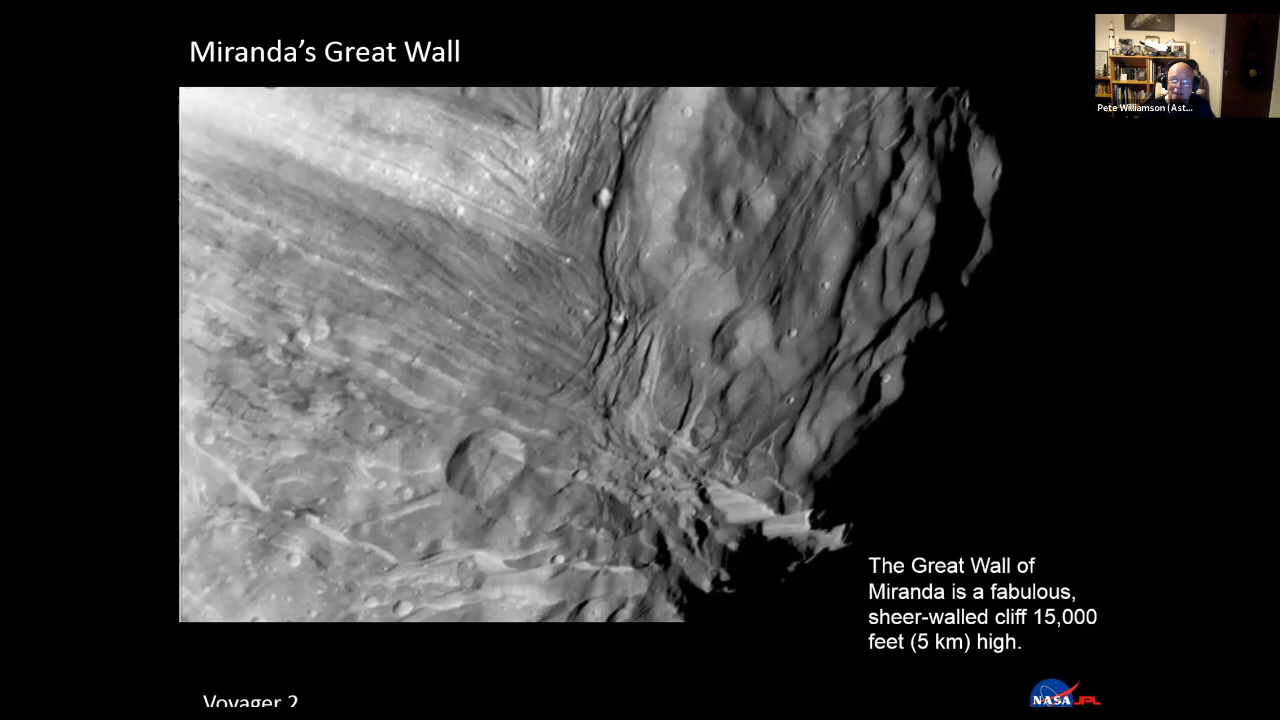 Miranda’s Great Wall
Pete Williamson (Ast...
The Great Wall of
Miranda is a fabulous,
sheer-walled cliff 15,000
feet (5 km) high.
Voyager 2
NASA JPL